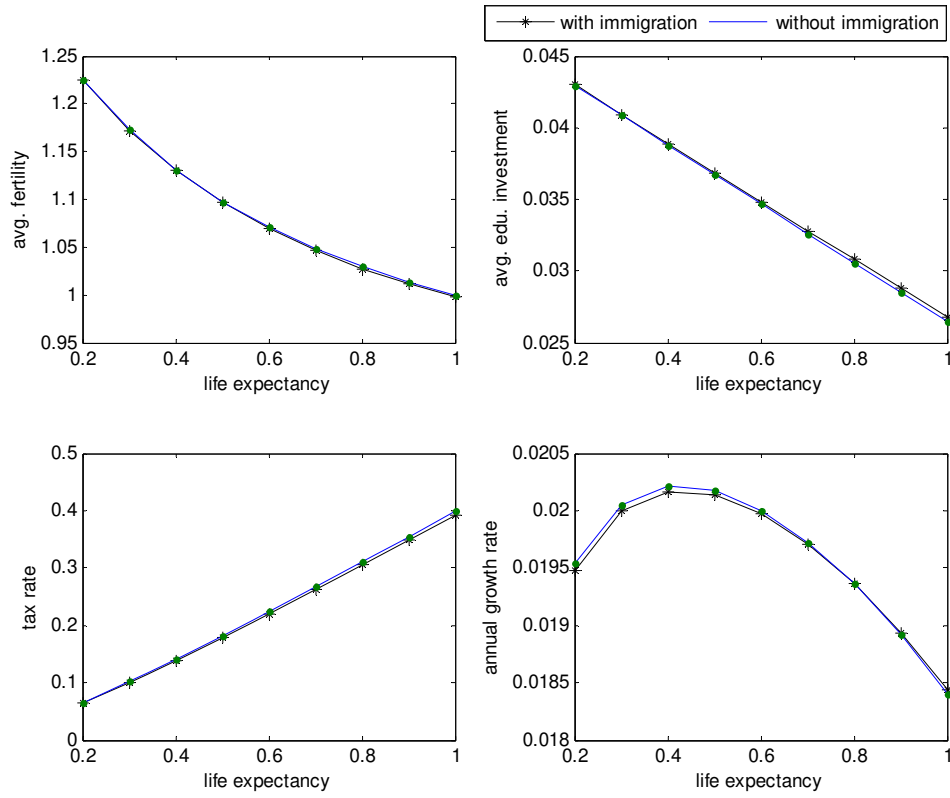 with immigration
without immigration
1.25
1.2
1.15
1.1
1.05
1
0.95
avg. fertility
0.2 0.4 0.6 0.8 1
life expectancy
0.045
0.04
0.035
0.03
0.025
avg. edu. investment
0.2 0.4 0.6 0.8 1
life expectancy
0.5
0.4
0.3
0.2
0.1
0
tax rate
0.2 0.4 0.6 0.8 1
life expectancy
0.0205
0.02
0.0195
0.019
0.0185
0.018
annual growth rate
0.2 0.4 0.6 0.8 1
life expectancy